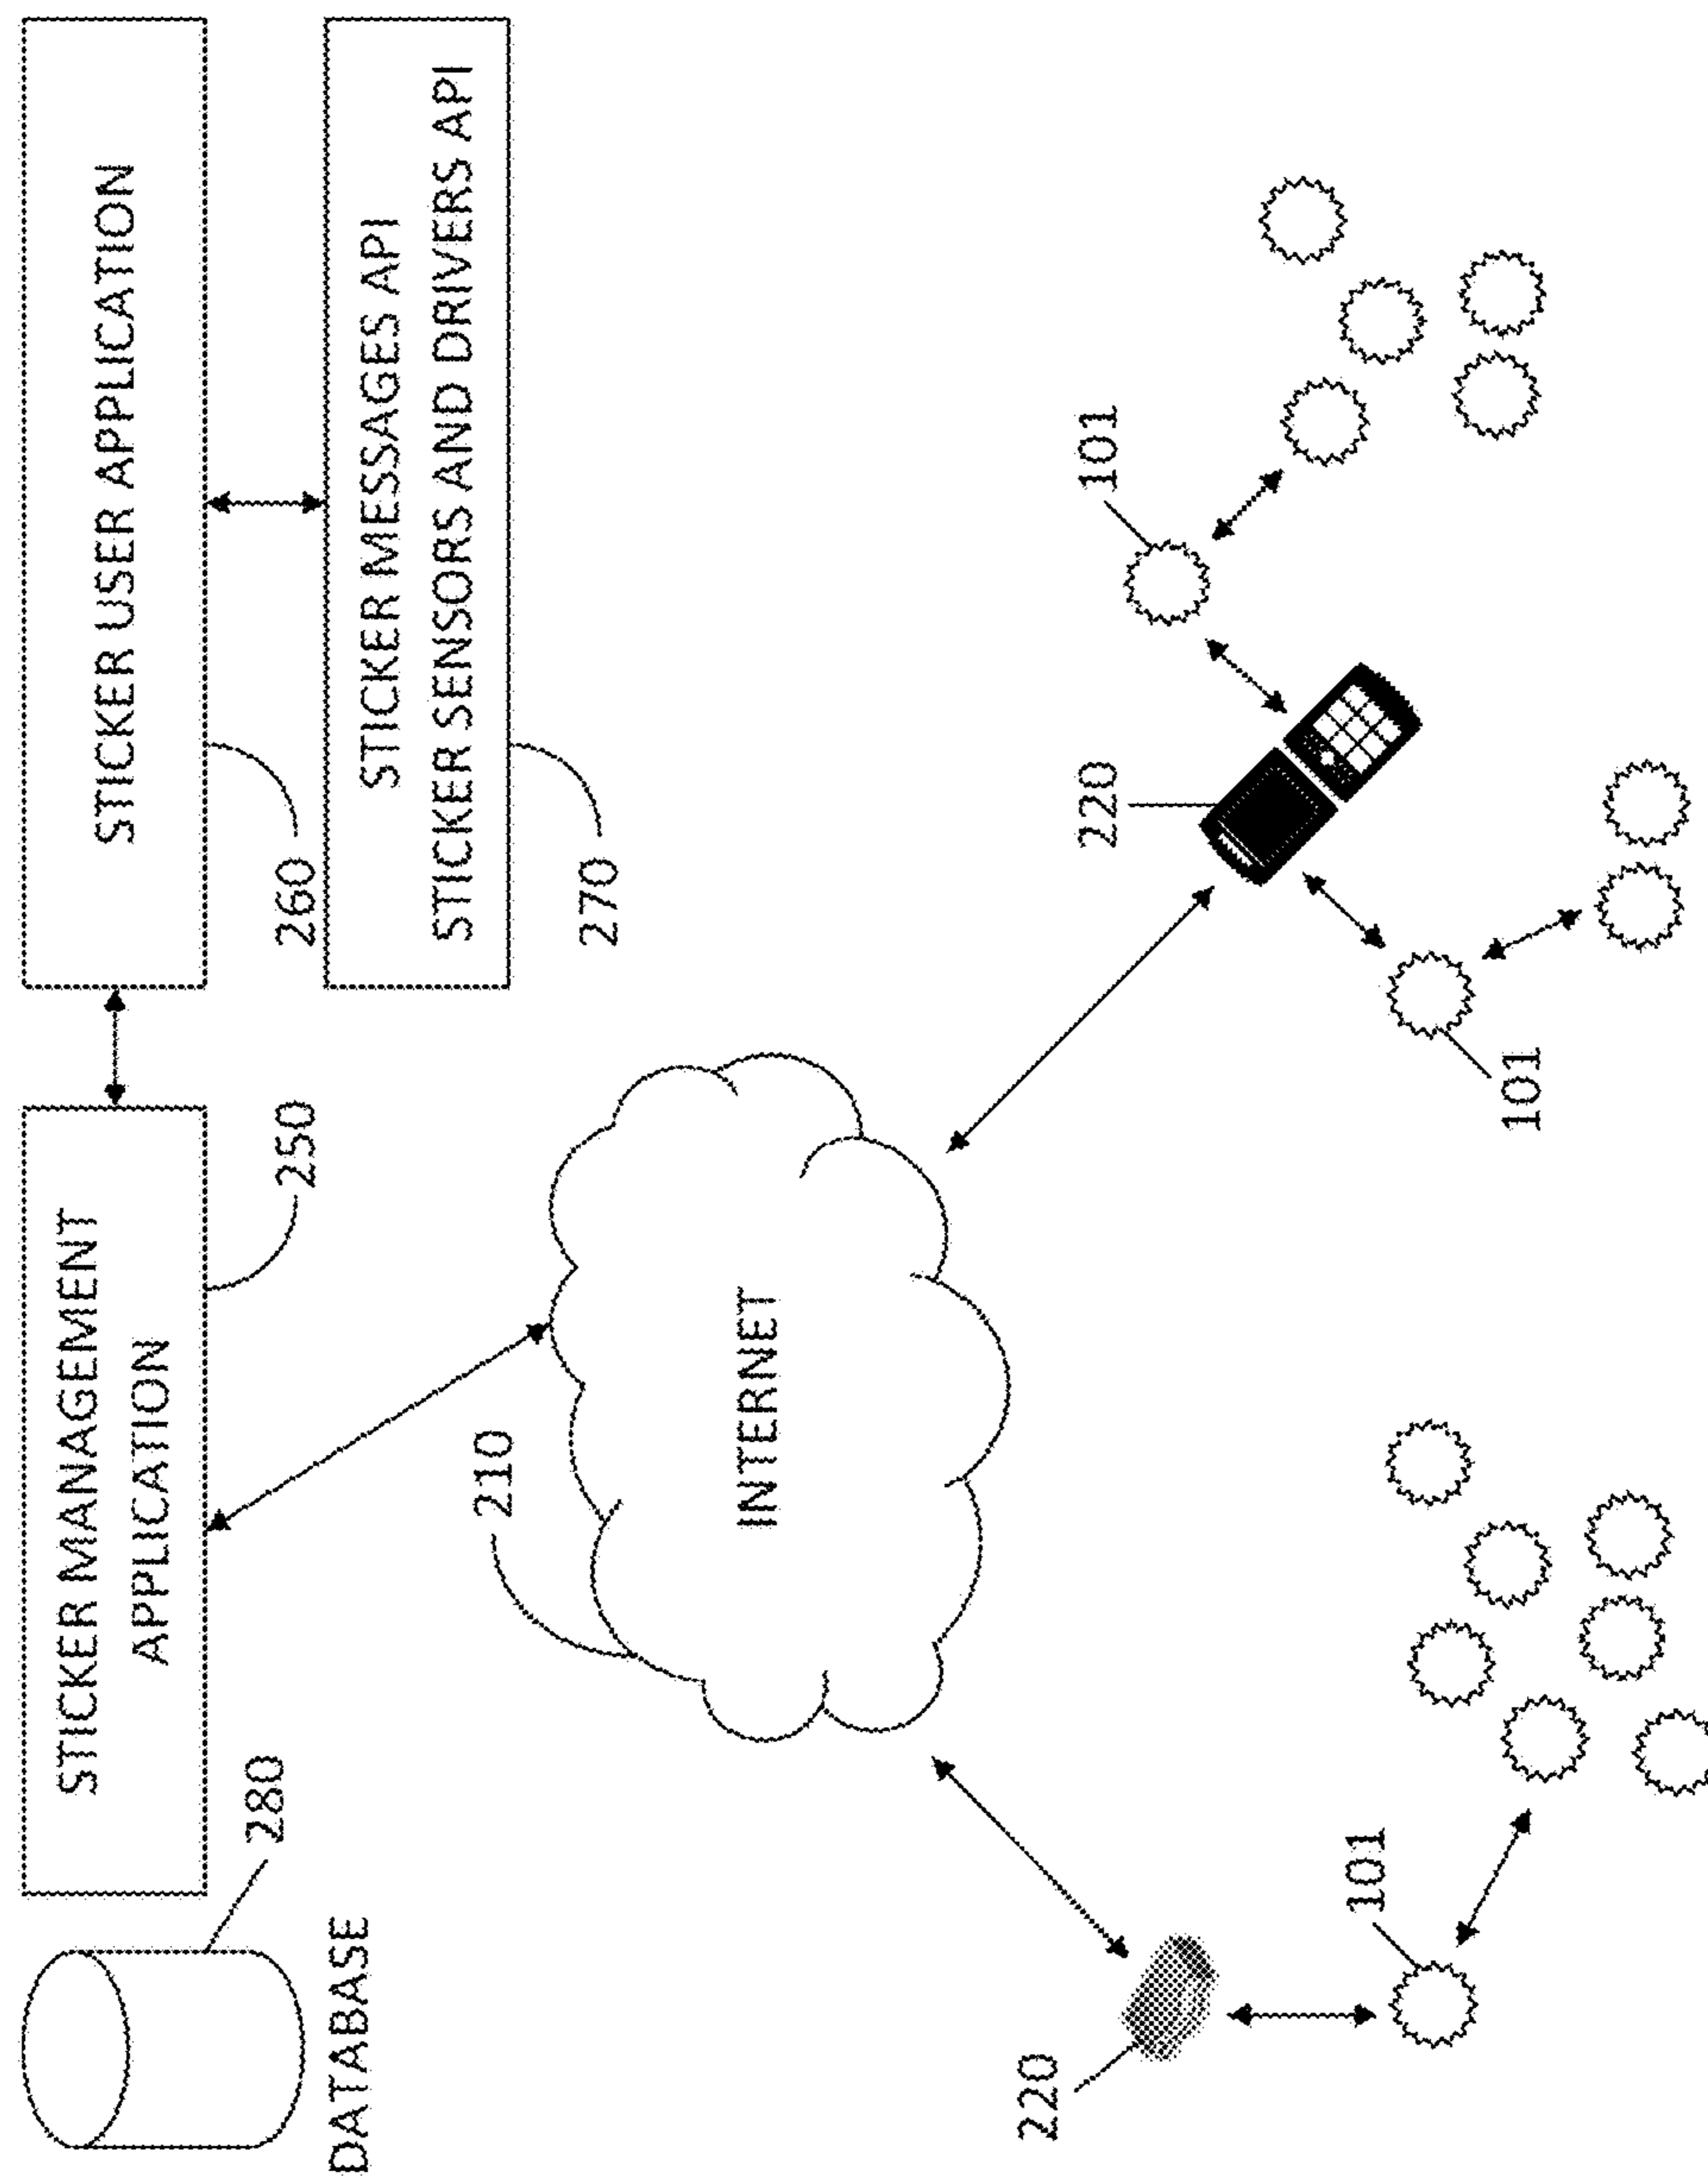 STICKER MANAGEMENT
APPLICATION
STICKER USER APPLICATION
280
250
260
DATABASE
STICKER MESSAGES API
STICKER SENSORS AND DRIVERS API
210
270
INTERNET
220
220
101
101
101